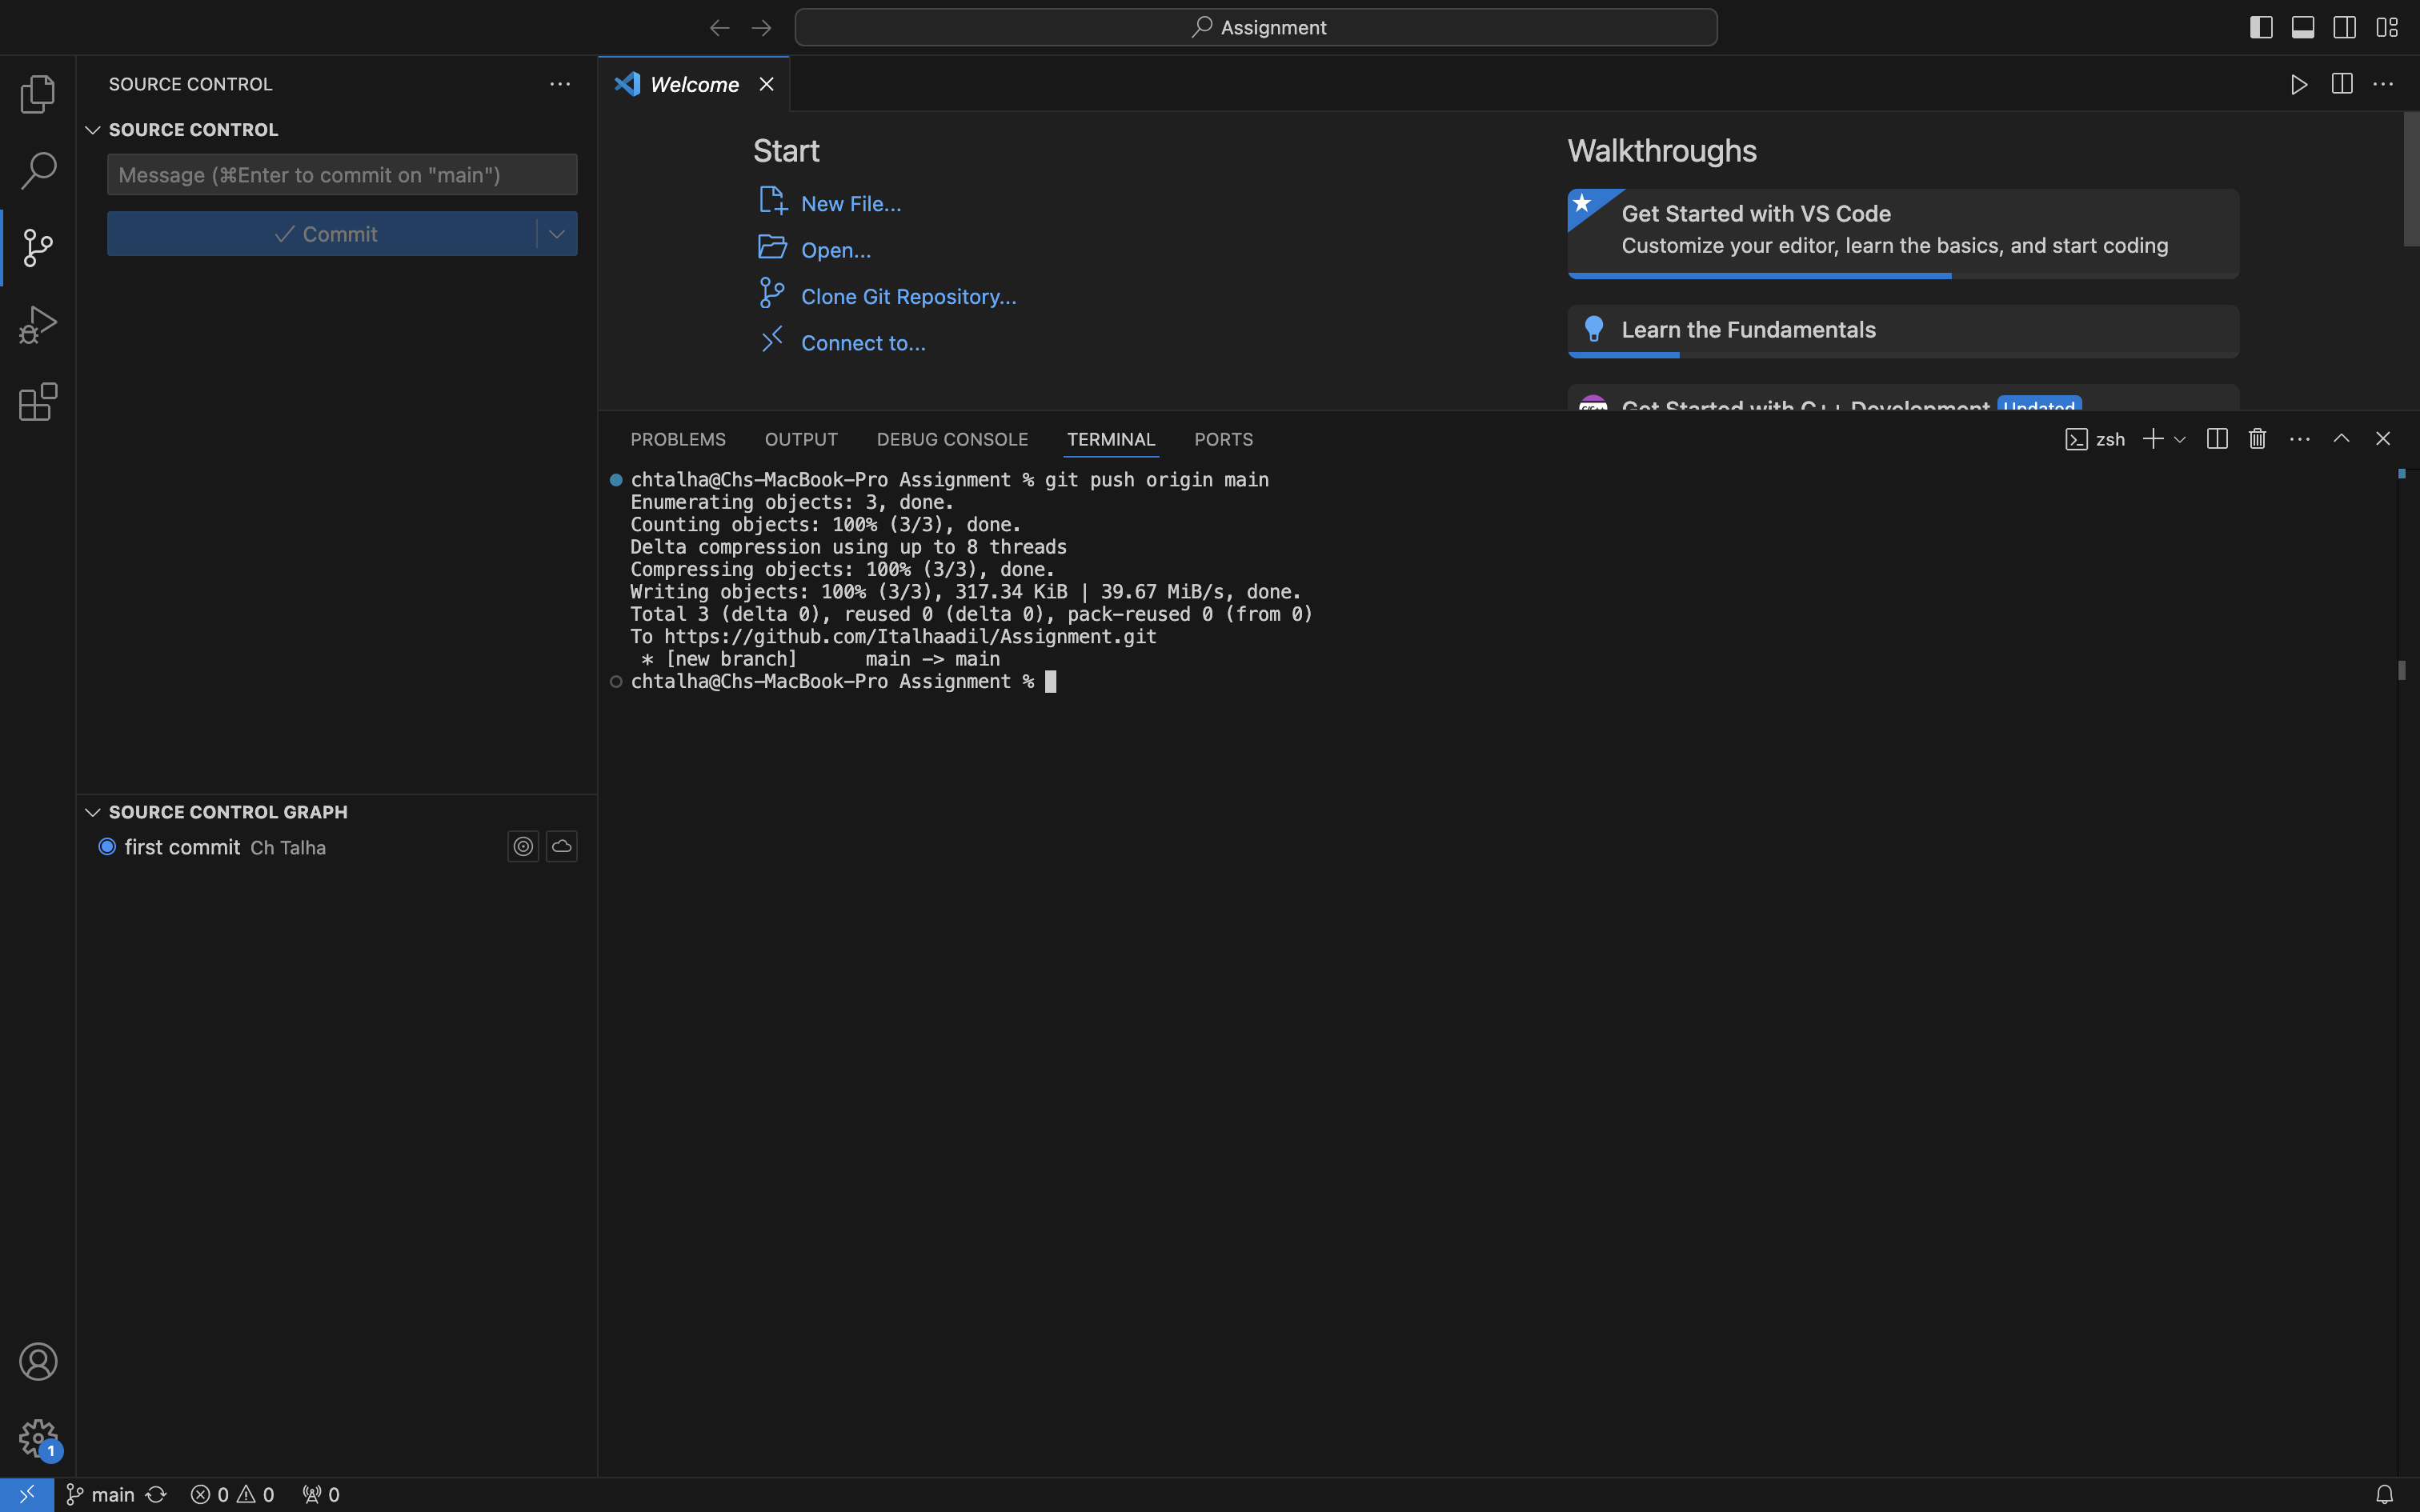 Assignment
SOURCE CONTROL
SOURCE CONTROL
Message (⌘Enter to commit on "main")
Commit
SOURCE CONTROL GRAPH
first commit Ch Talha
Welcome
Start
New File...
Open...
Clone Git Repository...
Connect to...
Walkthroughs
Get Started with VS Code
Customize your editor, learn the basics, and start coding
Learn the Fundamentals
Get Started with C++ Development Updated
PROBLEMS OUTPUT DEBUG CONSOLE TERMINAL PORTS
zsh
chtalha@Chs-MacBook-Pro Assignment % git push origin main
Enumerating objects: 3, done.
Counting objects: 100% (3/3), done.
Delta compression using up to 8 threads
Compressing objects: 100% (3/3), done.
Writing objects: 100% (3/3), 317.34 KiB | 39.67 MiB/s, done.
Total 3 (delta 0), reused 0 (delta 0), pack-reused 0 (from 0)
To https://github.com/Italhaadil/Assignment.git
* [new branch] main -> main
chtalha@Chs-MacBook-Pro Assignment %
1
main 0 0 0